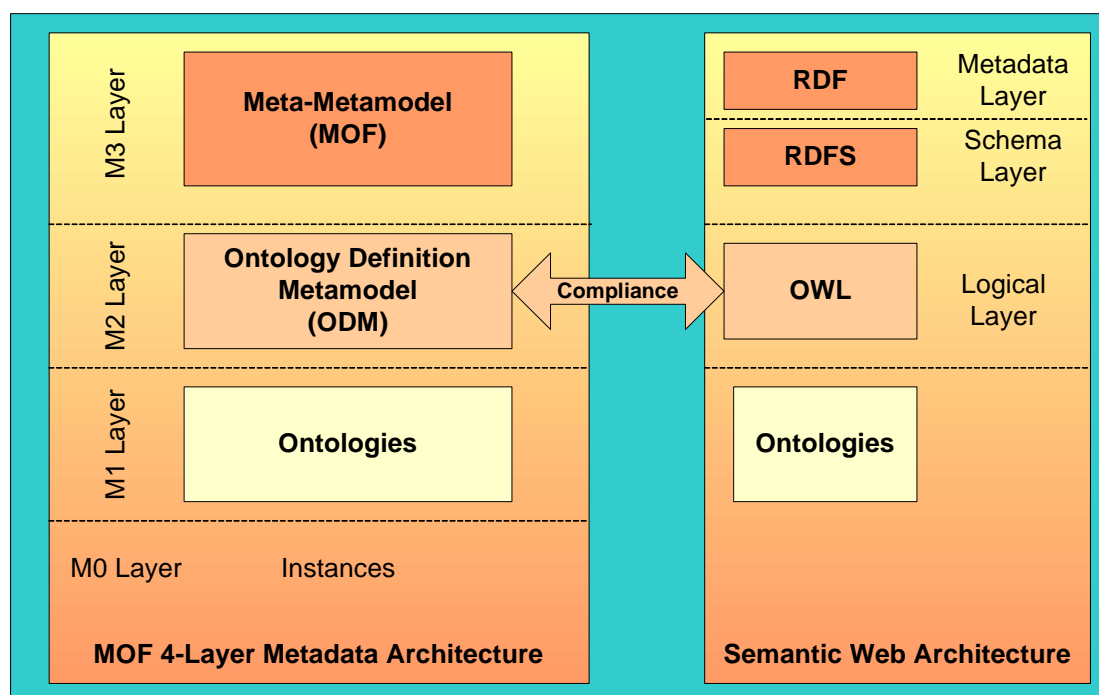 M3 Layer
Meta-Metamodel
(MOF)
M2 Layer
Ontology Definition
Metamodel
(ODM)
M1 Layer
Ontologies
M0 Layer
Instances
MOF 4-Layer Metadata Architecture
Compliance
RDF
Metadata
Layer
RDFS
Schema
Layer
OWL
Logical
Layer
Ontologies
Semantic Web Architecture